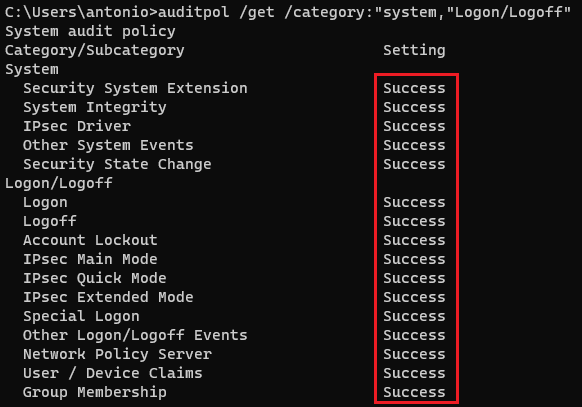 C:\Users\antonio>auditpol /get /category:"system,"Logon/Logoff"
System audit policy
Category/Subcategory Setting
System
Security System Extension Success
System Integrity Success
IPsec Driver Success
Other System Events Success
Security State Change Success
Logon/Logoff
Logon Success
Logoff Success
Account Lockout Success
IPsec Main Mode Success
IPsec Quick Mode Success
IPsec Extended Mode Success
Special Logon Success
Other Logon/Logoff Events Success
Network Policy Server Success
User / Device Claims Success
Group Membership Success